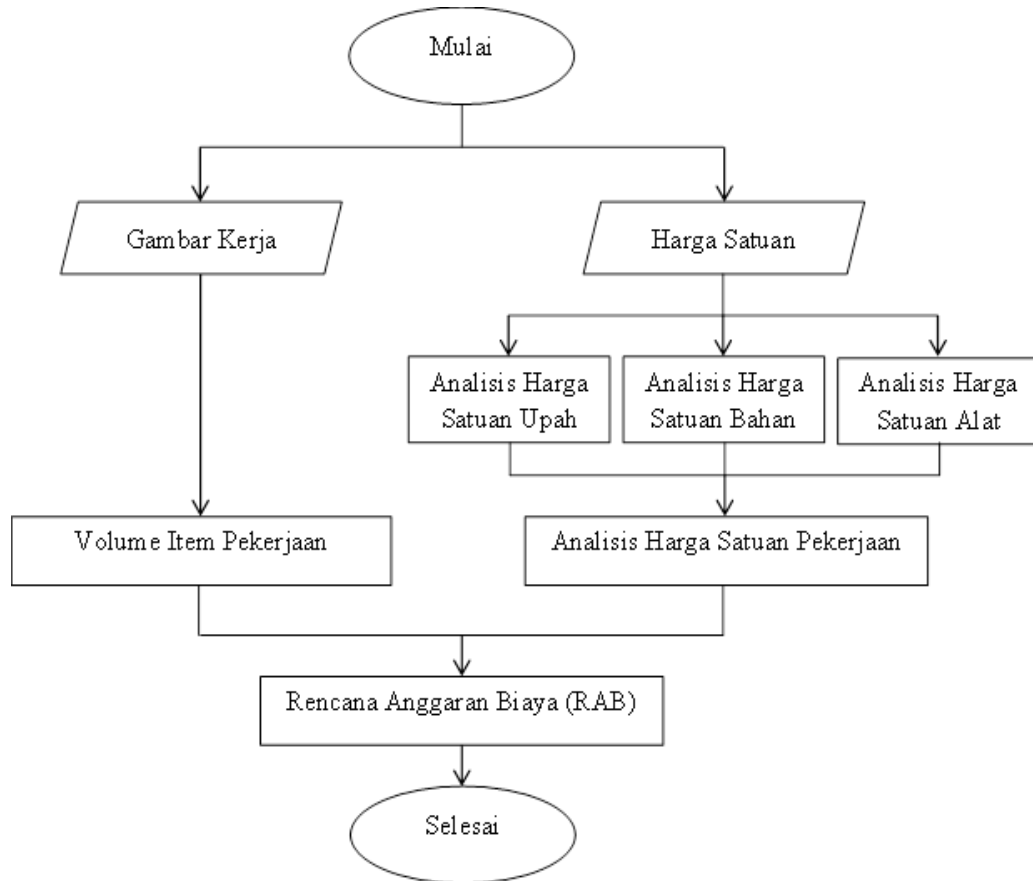 Mulai
Gambar Kerja
Harga Satuan
Analisis Harga
Satuan Upah
Analisis Harga
Satuan Bahan
Analisis Harga
Satuan Alat
Volume Item Pekerjaan
Analisis Harga Satuan Pekerjaan
Rencana Anggaran Biaya (RAB)
Selesai